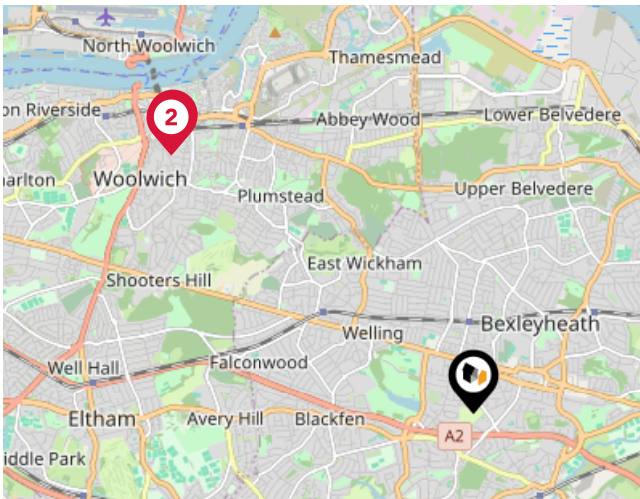 North Woolwich
Thamesmead
on Riverside
2
Abbey Wood
Lower Belvedere
harlton
Woolwich
Plumstead
Upper Belvedere
East Wickham
Shooters Hill
Welling
Bexleyheath
Well Hall
Falconwood
Eltham
Avery Hill
Blackfen
A2
iddle Park